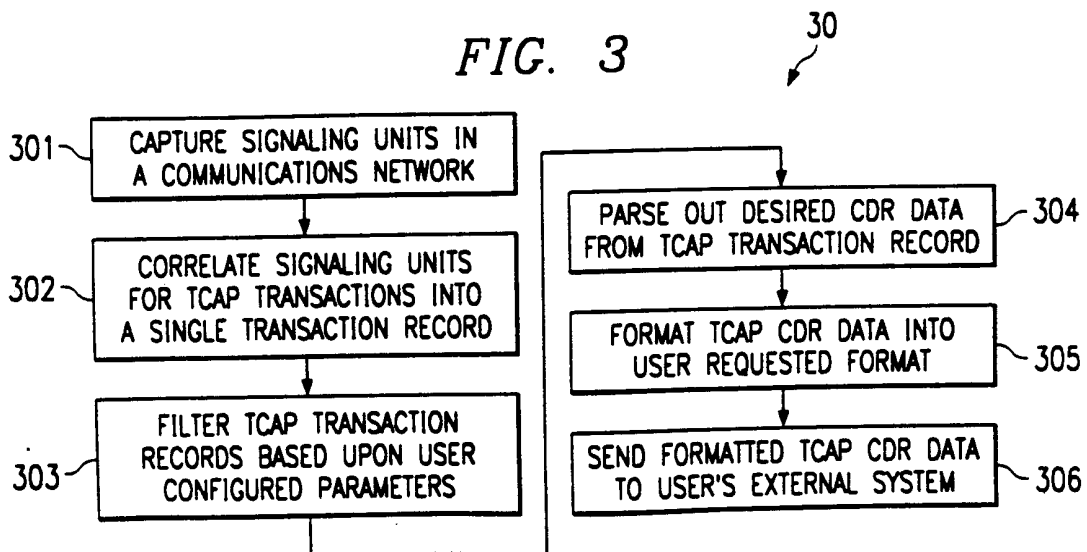 FIG. 3
30
301
CAPTURE SIGNALING UNITS IN
A COMMUNICATIONS NETWORK
302
CORRELATE SIGNALING UNITS
FOR TCAP TRANSACTIONS INTO
A SINGLE TRANSACTION RECORD
303
FILTER TCAP TRANSACTION
RECORDS BASED UPON USER
CONFIGURED PARAMETERS
PARSE OUT DESIRED CDR DATA
FROM TCAP TRANSACTION RECORD
304
FORMAT TCAP CDR DATA INTO
USER REQUESTED FORMAT
305
SEND FORMATTED TCAP CDR DATA
TO USER'S EXTERNAL SYSTEM
306